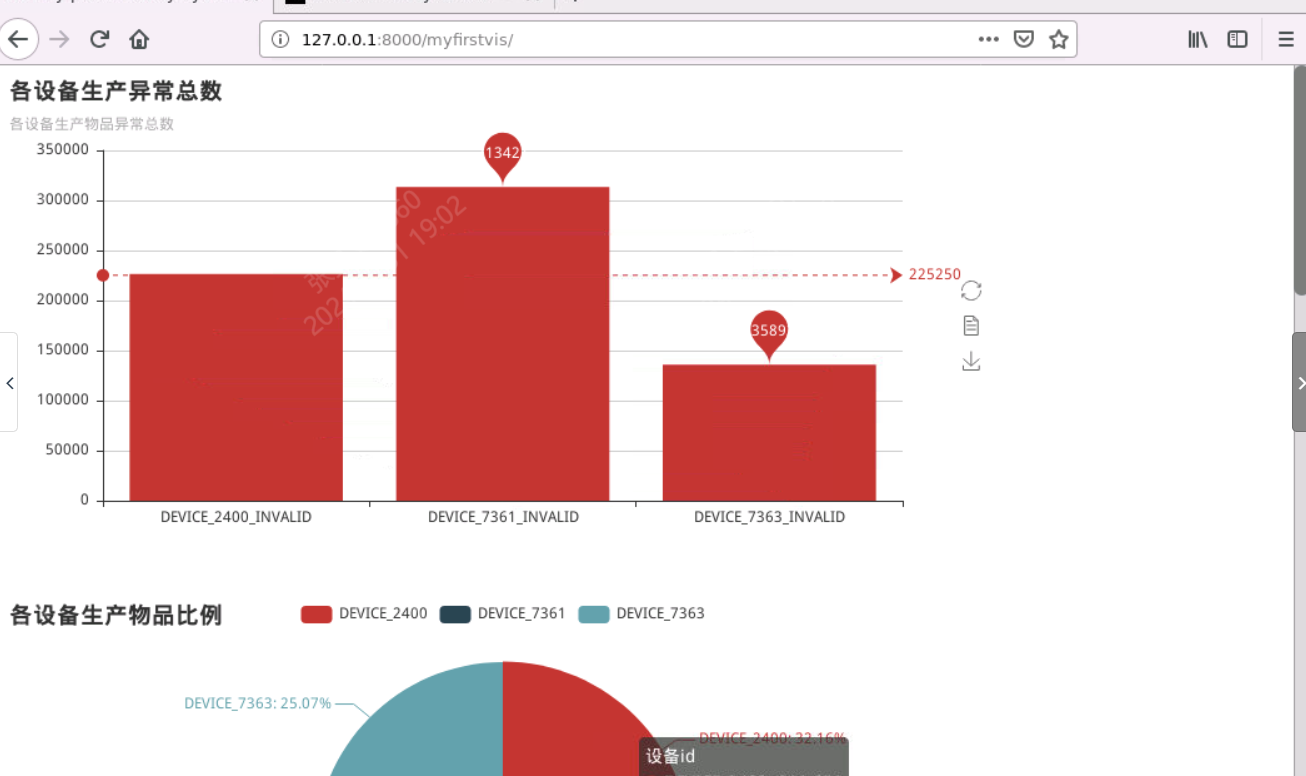 127.0.0.1:8000/myfirstvis/
各设备生产异常总数
各设备生产物品异常总数
350000
300000
250000
200000
150000
100000
50000
0
1342
3589
225250
19:02
202
DEVICE_2400_INVALID
DEVICE_7361_INVALID
DEVICE_7363_INVALID
各设备生产物品比例
DEVICE_2400
DEVICE_7361
DEVICE_7363
DEVICE_7363: 25.07%
DEVICE_2400: 32.16%
设备id